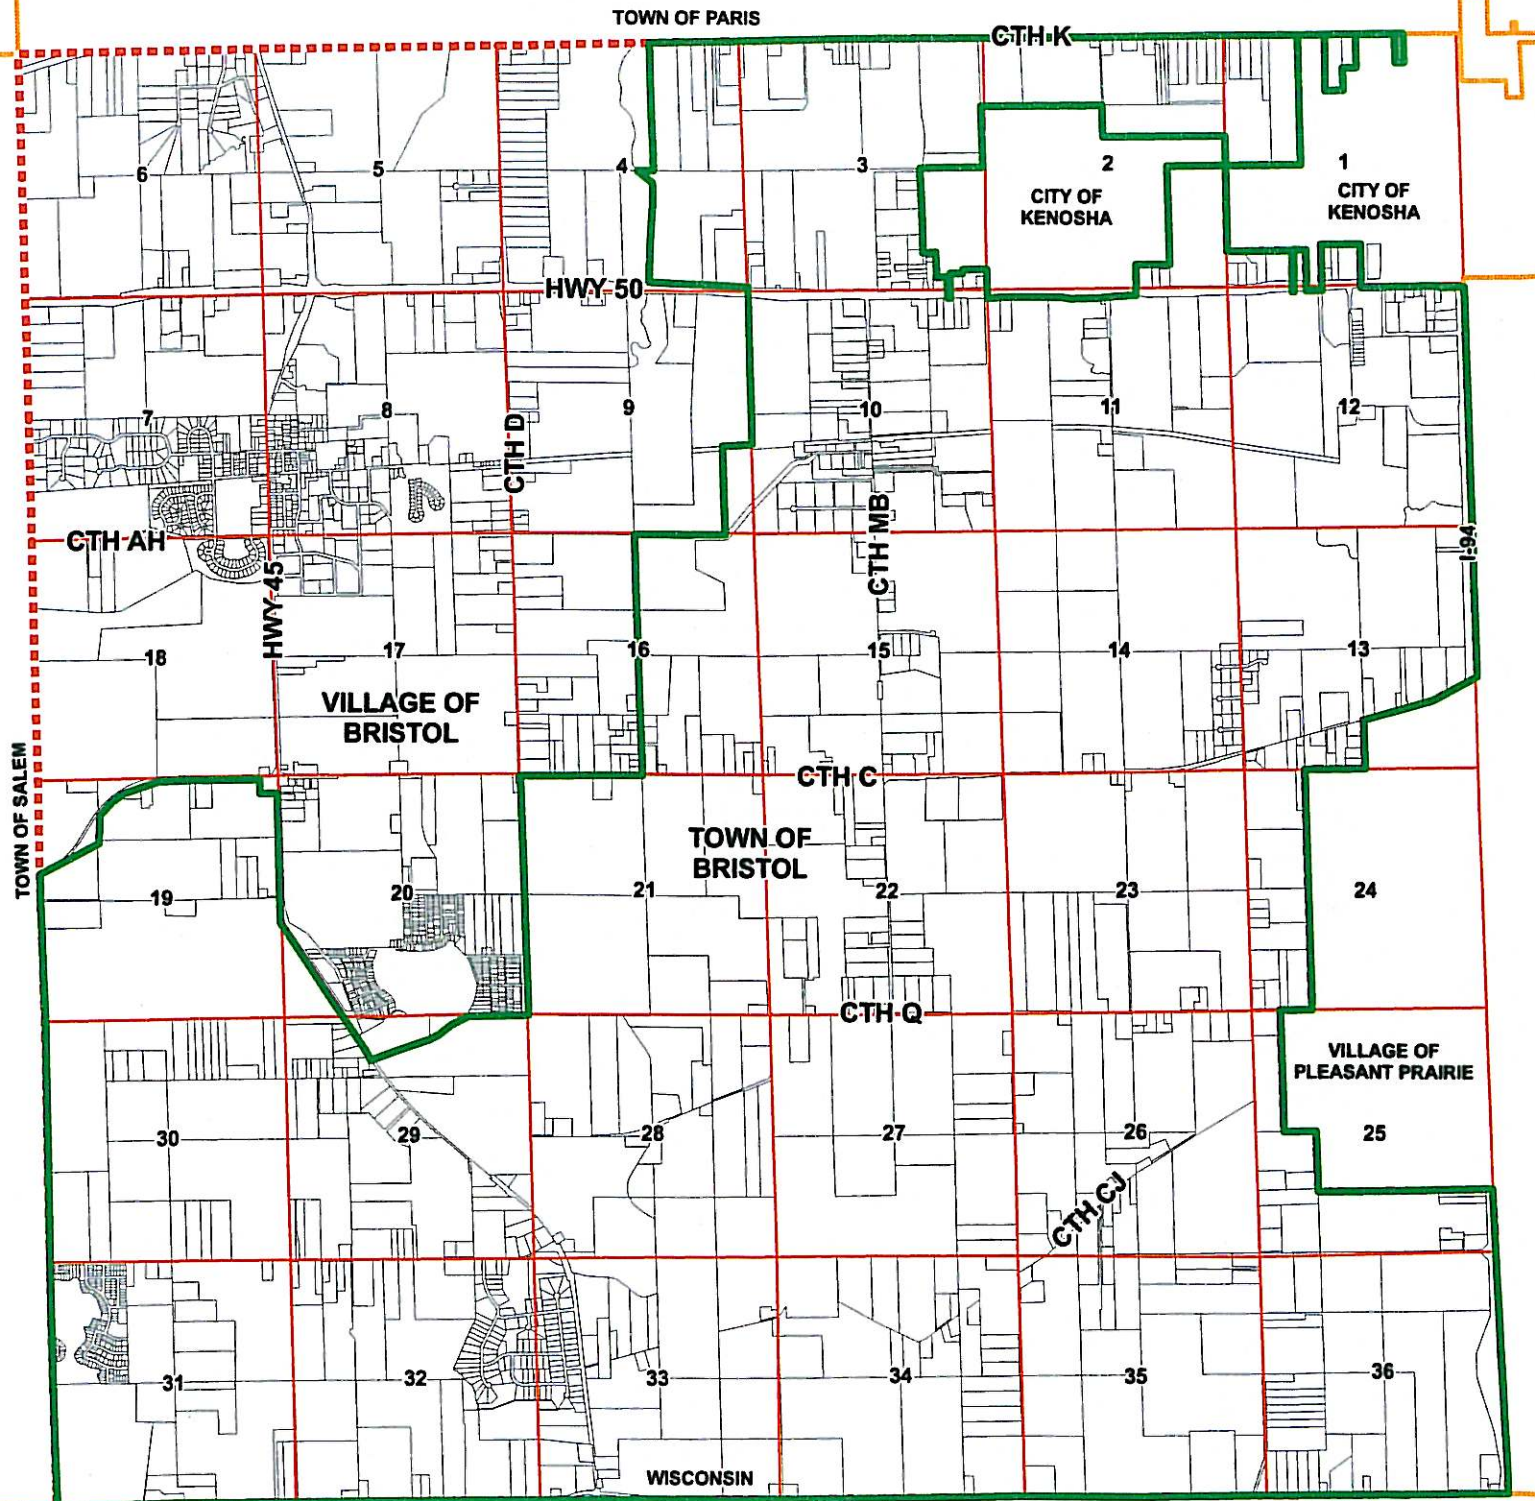 TOWN OF PARIS
CTH K
6
5
4
3
2
1
CITY OF
KENOSHA
CITY OF
KENOSHA
HWY 50
7
8
9
10
11
12
CTH D
CTH AH
HWY 45
CTH MB
I-94
18
17
16
15
14
13
VILLAGE OF
BRISTOL
TOWN OF SALEM
CTH C
TOWN OF
BRISTOL
19
20
21
22
23
24
CTH Q
VILLAGE OF
PLEASANT PRAIRIE
30
29
28
27
26
25
CTH CJ
31
32
33
34
35
36
WISCONSIN